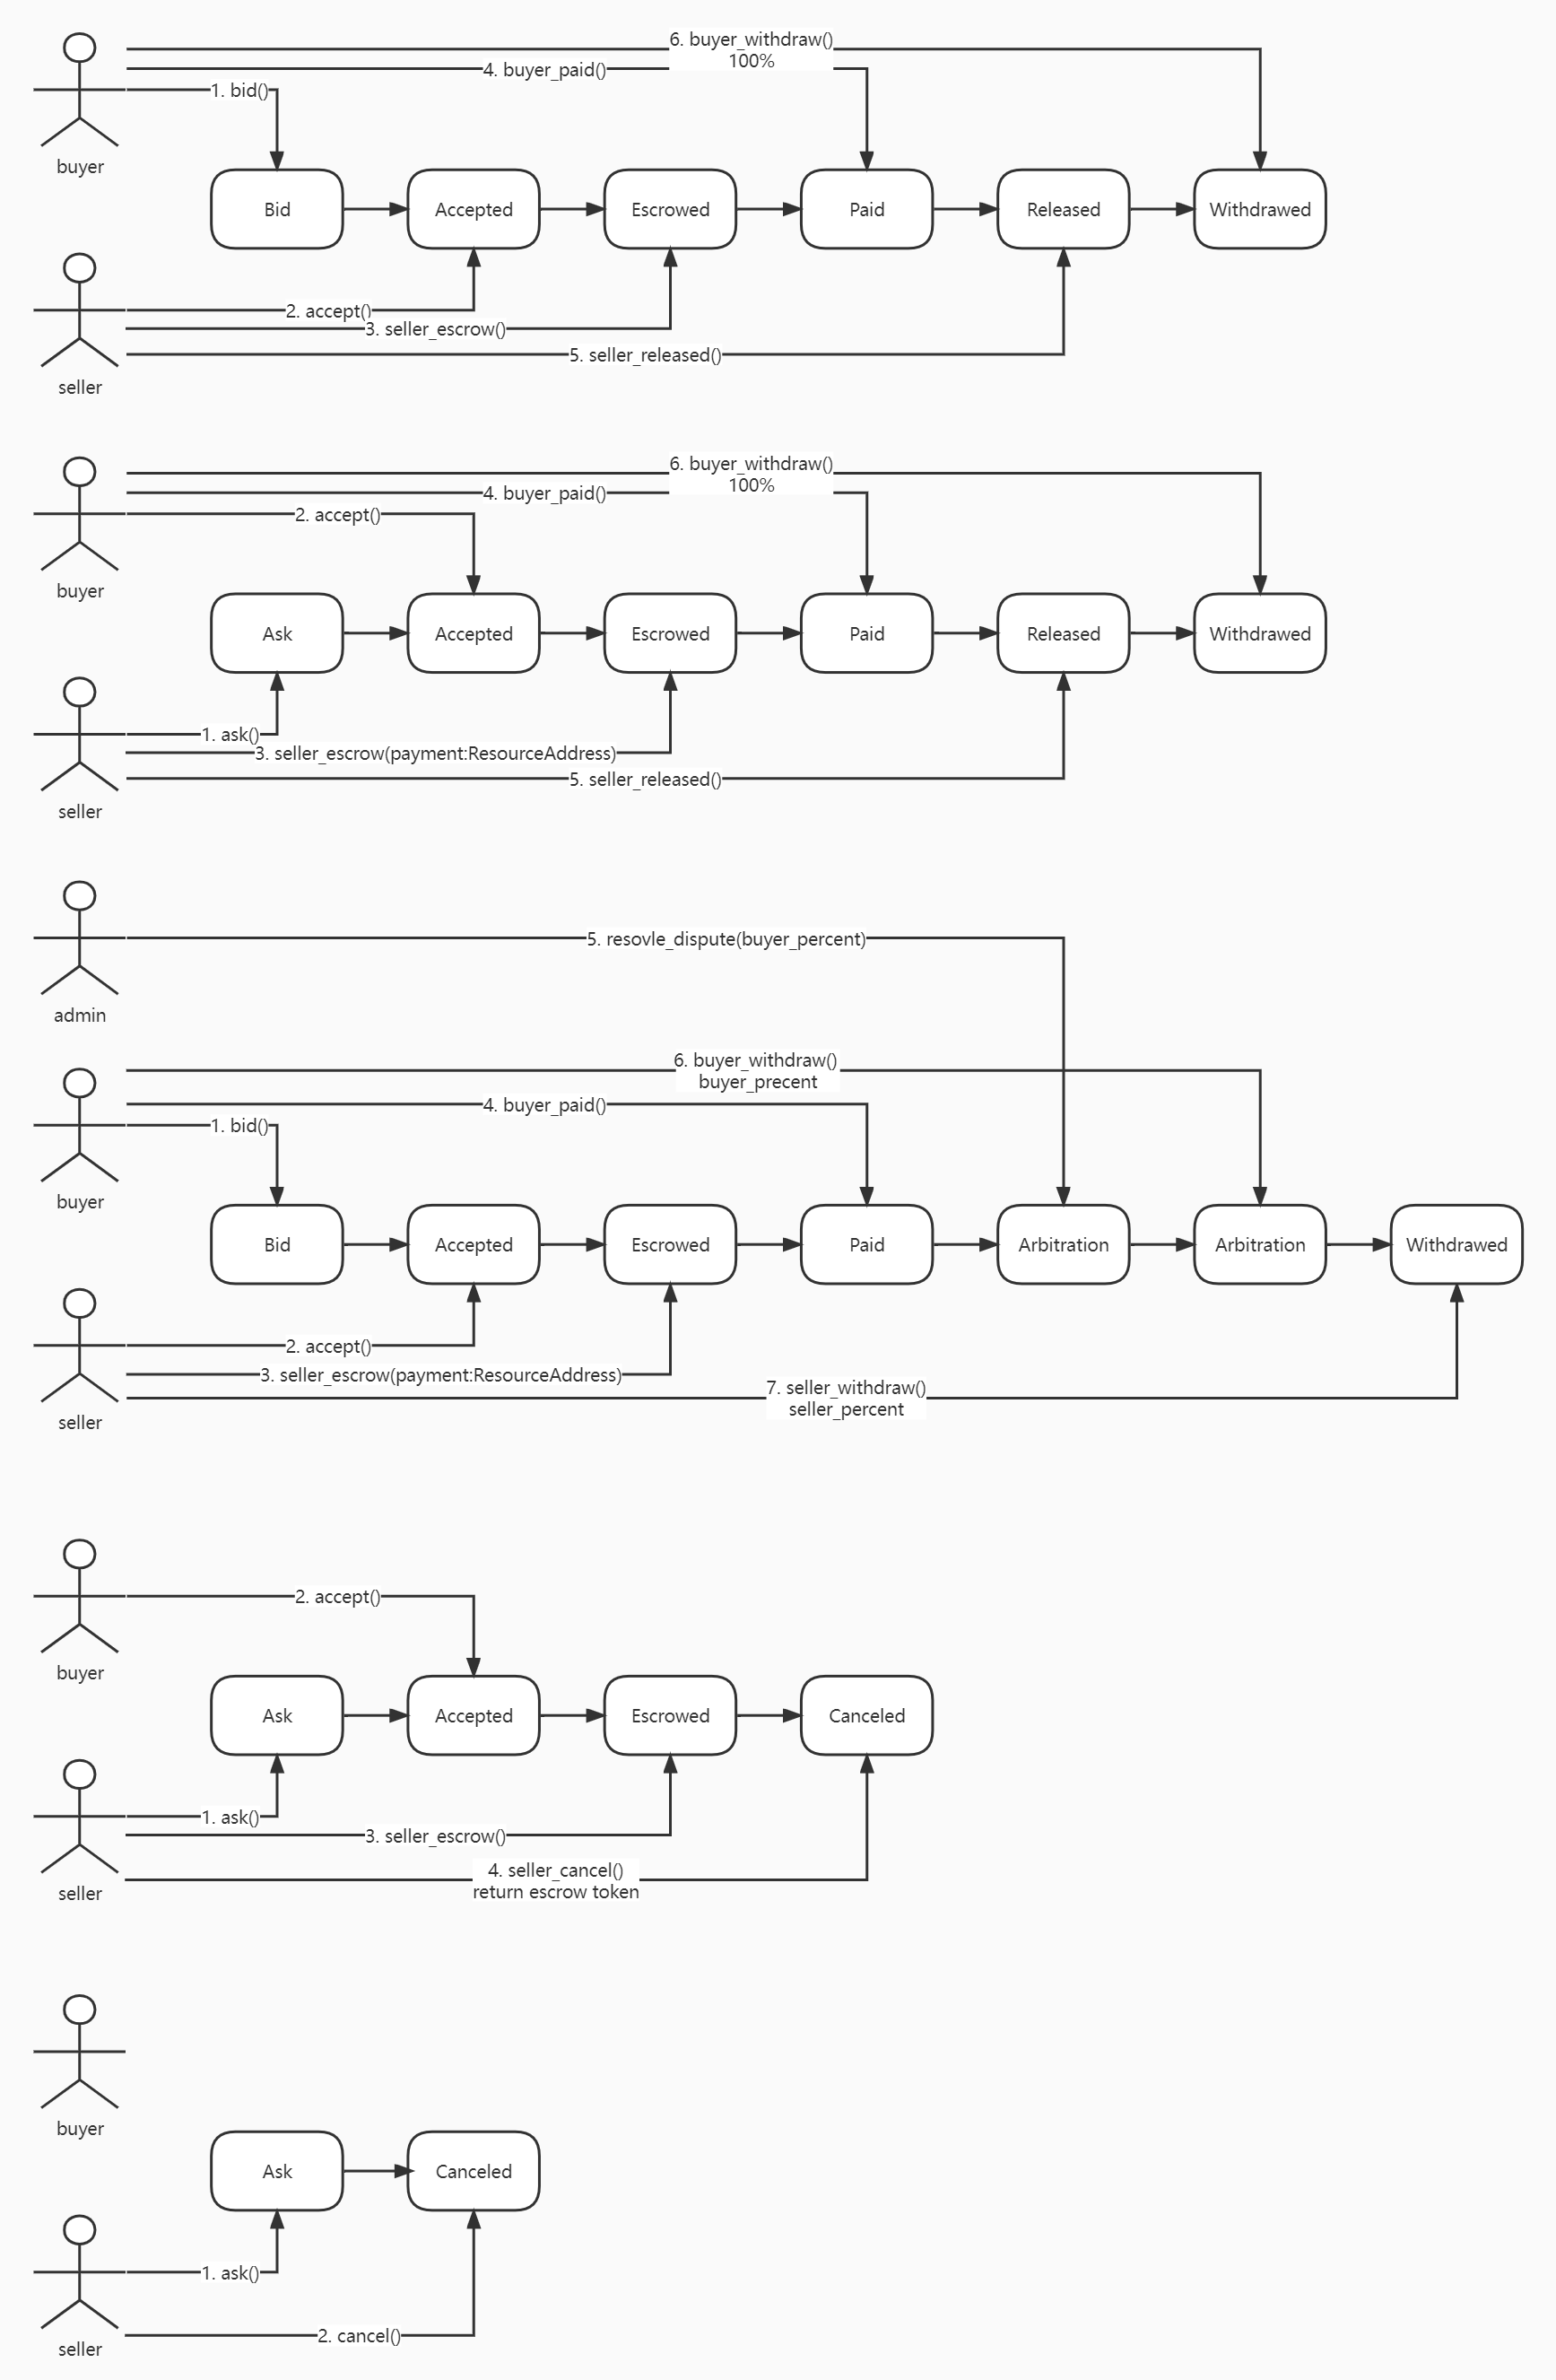 6. buyer_withdraw()
100%
4. buyer_paid()
1. bid()
buyer
Bid
Accepted
Escrowed
Paid
Released
Withdrawed
2. accept()
3. seller_escrow()
5. seller_released()
seller
6. buyer_withdraw()
100%
4. buyer_paid()
2. accept()
buyer
Ask
Accepted
Escrowed
Paid
Released
Withdrawed
1. ask()
3. seller_escrow(payment:ResourceAddress)
5. seller_released()
seller
5. resovle_dispute(buyer_percent)
admin
6. buyer_withdraw()
buyer_precent
4. buyer_paid()
1. bid()
buyer
Bid
Accepted
Escrowed
Paid
Arbitration
Arbitration
Withdrawed
2. accept()
3. seller_escrow(payment:ResourceAddress)
7. seller_withdraw()
seller_percent
seller
2. accept()
buyer
Ask
Accepted
Escrowed
Canceled
1. ask()
3. seller_escrow()
4. seller_cancel()
return escrow token
seller
buyer
Ask
Canceled
1. ask()
2. cancel()
seller